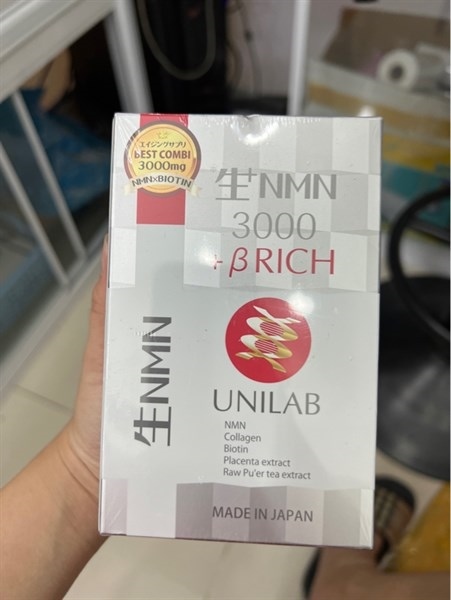 エイジングサプリ
bEST COMBI
3000mg
NMN×BIOTIN
生NMN
3000
+βRICH
生NMN
UNILAB
NMN
Collagen
Biotin
Placenta extract
Raw Pu'er tea extract
MADE IN JAPAN